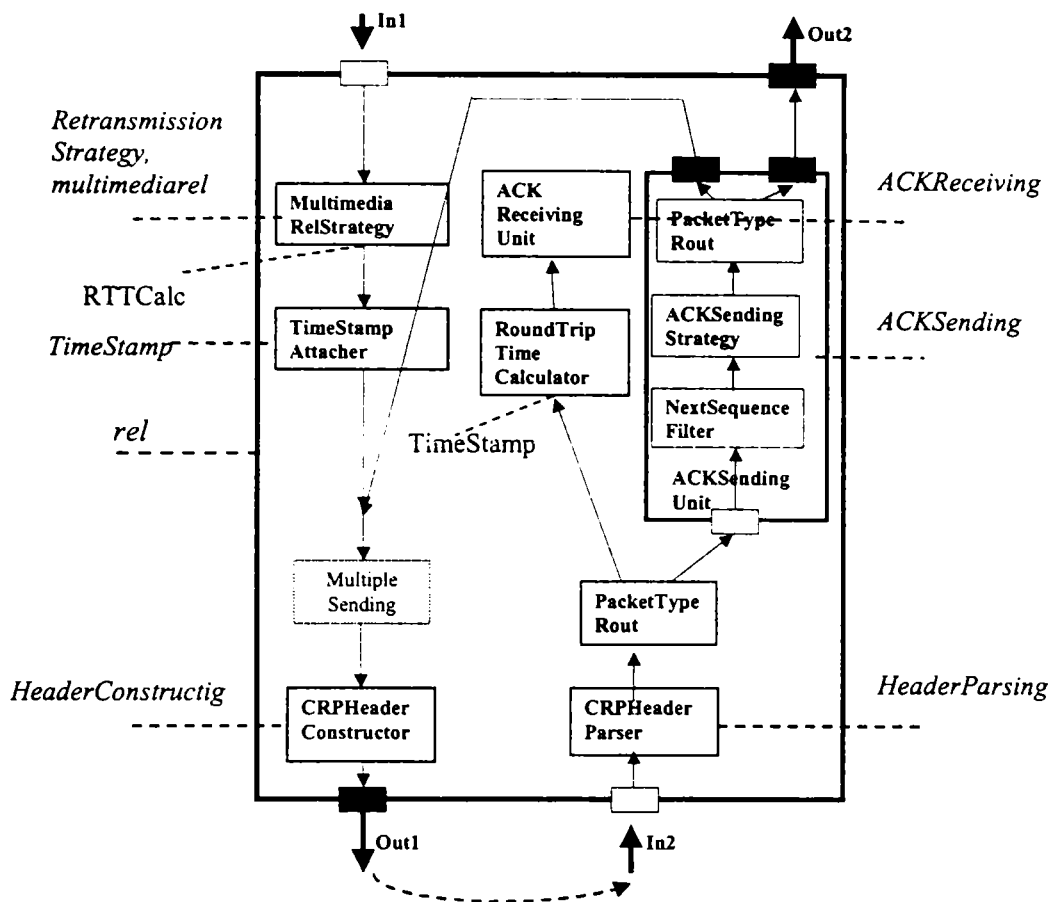 In1
Out2
Retransmission
Strategy,
multimediarel
Multimedia
RelStrategy
ACK
Receiving
Unit
PacketType
Rout
ACKReceiving
RTTCalc
TimeStamp
TimeStamp
Attacher
RoundTrip
Time
Calculator
ACKSending
Strategy
ACKSending
NextSequence
Filter
rel
TimeStamp
ACKSending
Unit
Multiple
Sending
PacketType
Rout
HeaderConstructig
CRPHeader
Constructor
CRPHeader
Parser
HeaderParsing
Out1
In2